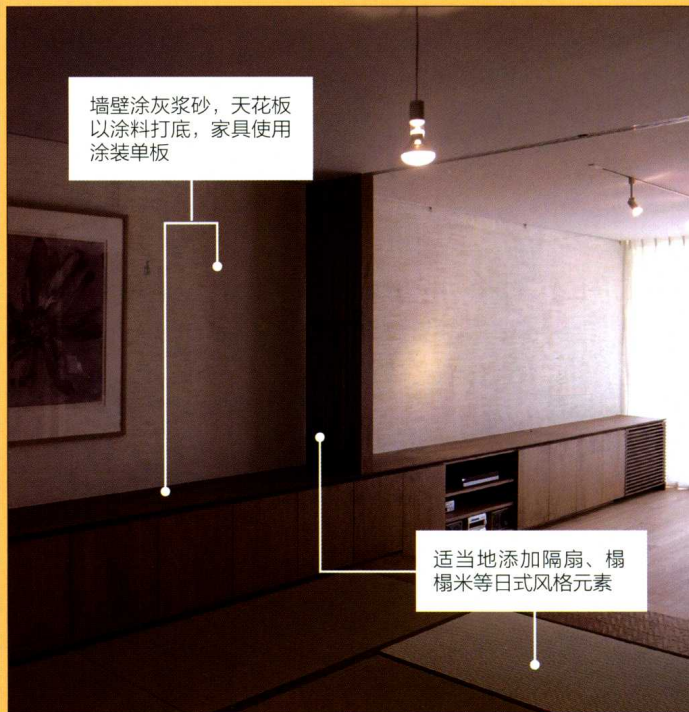 墙壁涂灰浆砂，天花板
以涂料打底，家具使用
涂装单板
适当地添加隔扇、榻
榻米等日式风格元素